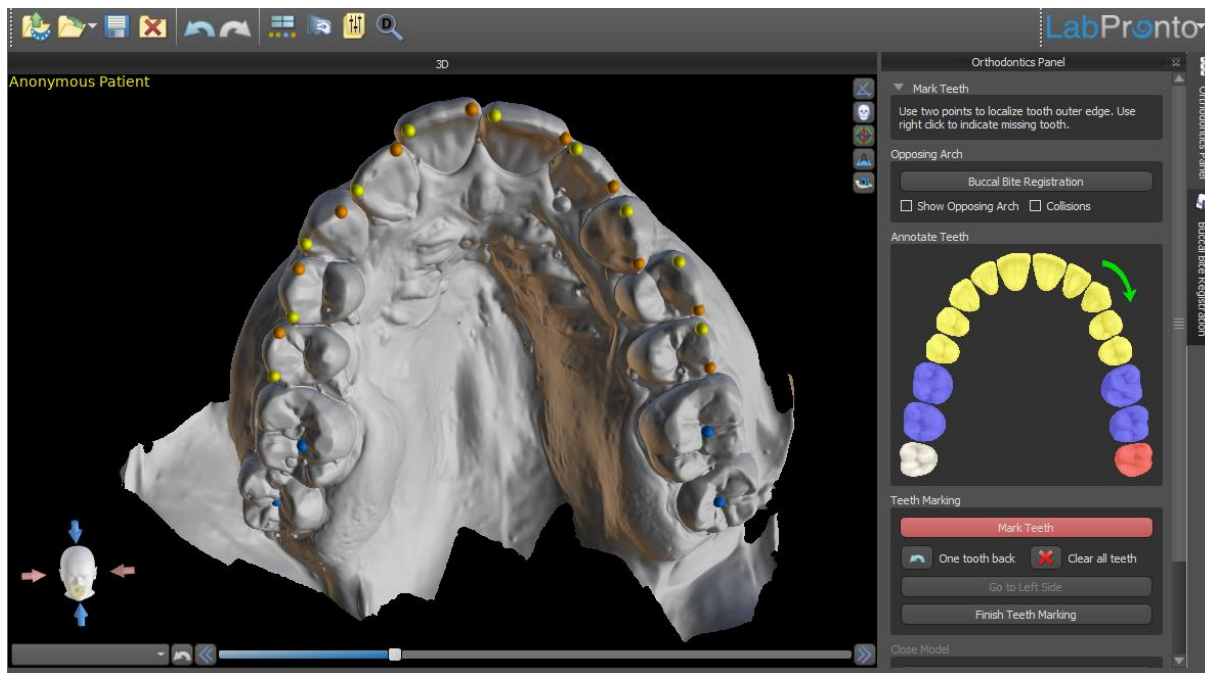 LabPronto
3D
Orthodontics Panel
Anonymous Patient
Mark Teeth
Use two points to localize tooth outer edge. Use
right click to indicate missing tooth.
Opposing Arch
Buccal Bite Registration
Show Opposing Arch
Collisions
Annotate Teeth
Teeth Marking
Mark Teeth
One tooth back
Clear all teeth
Go to Left Side
Finish Teeth Marking
Close Model
Orthodontics Panel
Buccal Bite Registration
D